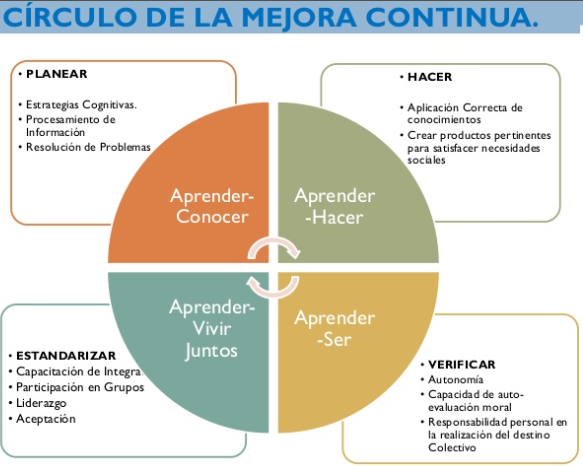 CÍRCULO DE LA MEJORA CONTINUA.
• PLANEAR
• Estrategias Cognitivas.
• Procesamiento de
Información
• Resolución de Problemas
• HACER
• Aplicación Correcta de
conocimientos
• Crear productos pertinentes
para satisfacer necesidades
sociales
Aprender-
Conocer
Aprender
-Hacer
Aprender-
Vivir
Juntos
Aprender
-Ser
• ESTANDARIZAR
• Capacitación de Integra
• Participación en Grupos
• Liderazgo
• Aceptación
• VERIFICAR
• Autonomía
• Capacidad de auto-
evaluación moral
• Responsabilidad personal en
la realización del destino
Colectivo